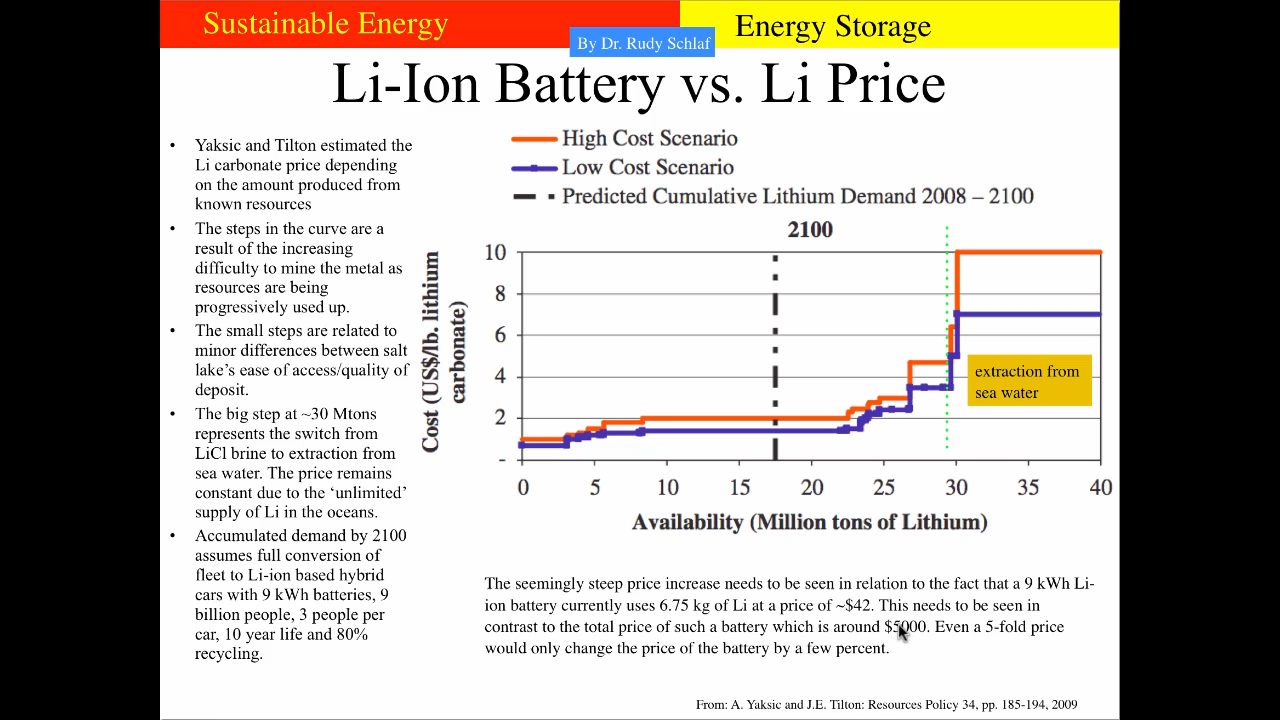 Sustainable Energy
Energy Storage
By Dr. Rudy Schlaf
Li-Ion Battery vs. Li Price
• Yaksic and Tilton estimated the
Li carbonate price depending
on the amount produced from
known resources
• The steps in the curve are a
result of the increasing
difficulty to mine the metal as
resources are being
progressively used up.
• The small steps are related to
minor differences between salt
lake's ease of access/quality of
deposit.
• The big step at ~30 Mtons
represents the switch from
LiCl brine to extraction from
sea water. The price remains
constant due to the 'unlimited'
supply of Li in the oceans.
• Accumulated demand by 2100
assumes full conversion of
fleet to Li-ion based hybrid
cars with 9 kWh batteries, 9
billion people, 3 people per
car, 10 year life and 80%
recycling.
High Cost Scenario
Low Cost Scenario
Predicted Cumulative Lithium Demand 2008 – 2100
2100
Cost (US$/lb. lithium
carbonate)
10
8
6
4
2
-
extraction from
sea water
0 5 10 15 20 25 30 35 40
Availability (Million tons of Lithium)
The seemingly steep price increase needs to be seen in relation to the fact that a 9 kWh Li-
ion battery currently uses 6.75 kg of Li at a price of ~$42. This needs to be seen in
contrast to the total price of such a battery which is around $5000. Even a 5-fold price
would only change the price of the battery by a few percent.
From: A. Yaksic and J.E. Tilton: Resources Policy 34, pp. 185-194, 2009